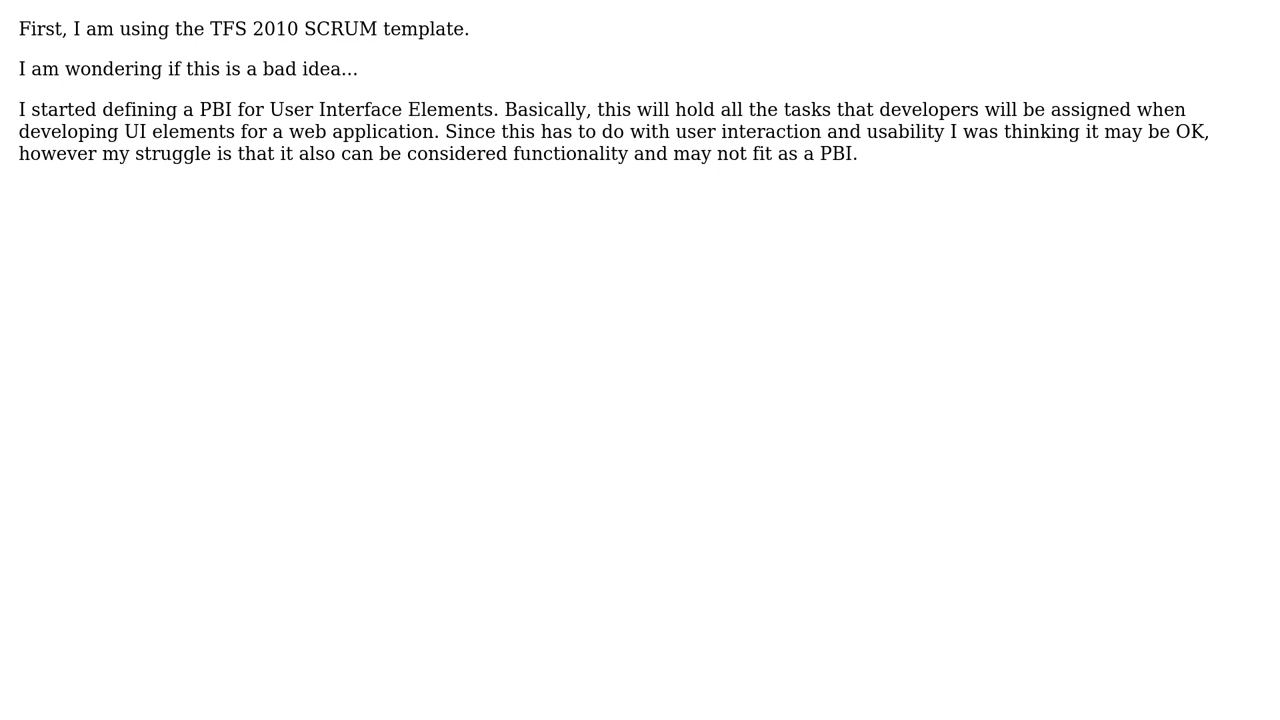 First, I am using the TFS 2010 SCRUM template.
I am wondering if this is a bad idea...
I started defining a PBI for User Interface Elements. Basically, this will hold all the tasks that developers will be assigned when
developing UI elements for a web application. Since this has to do with user interaction and usability I was thinking it may be OK,
however my struggle is that it also can be considered functionality and may not fit as a PBI.